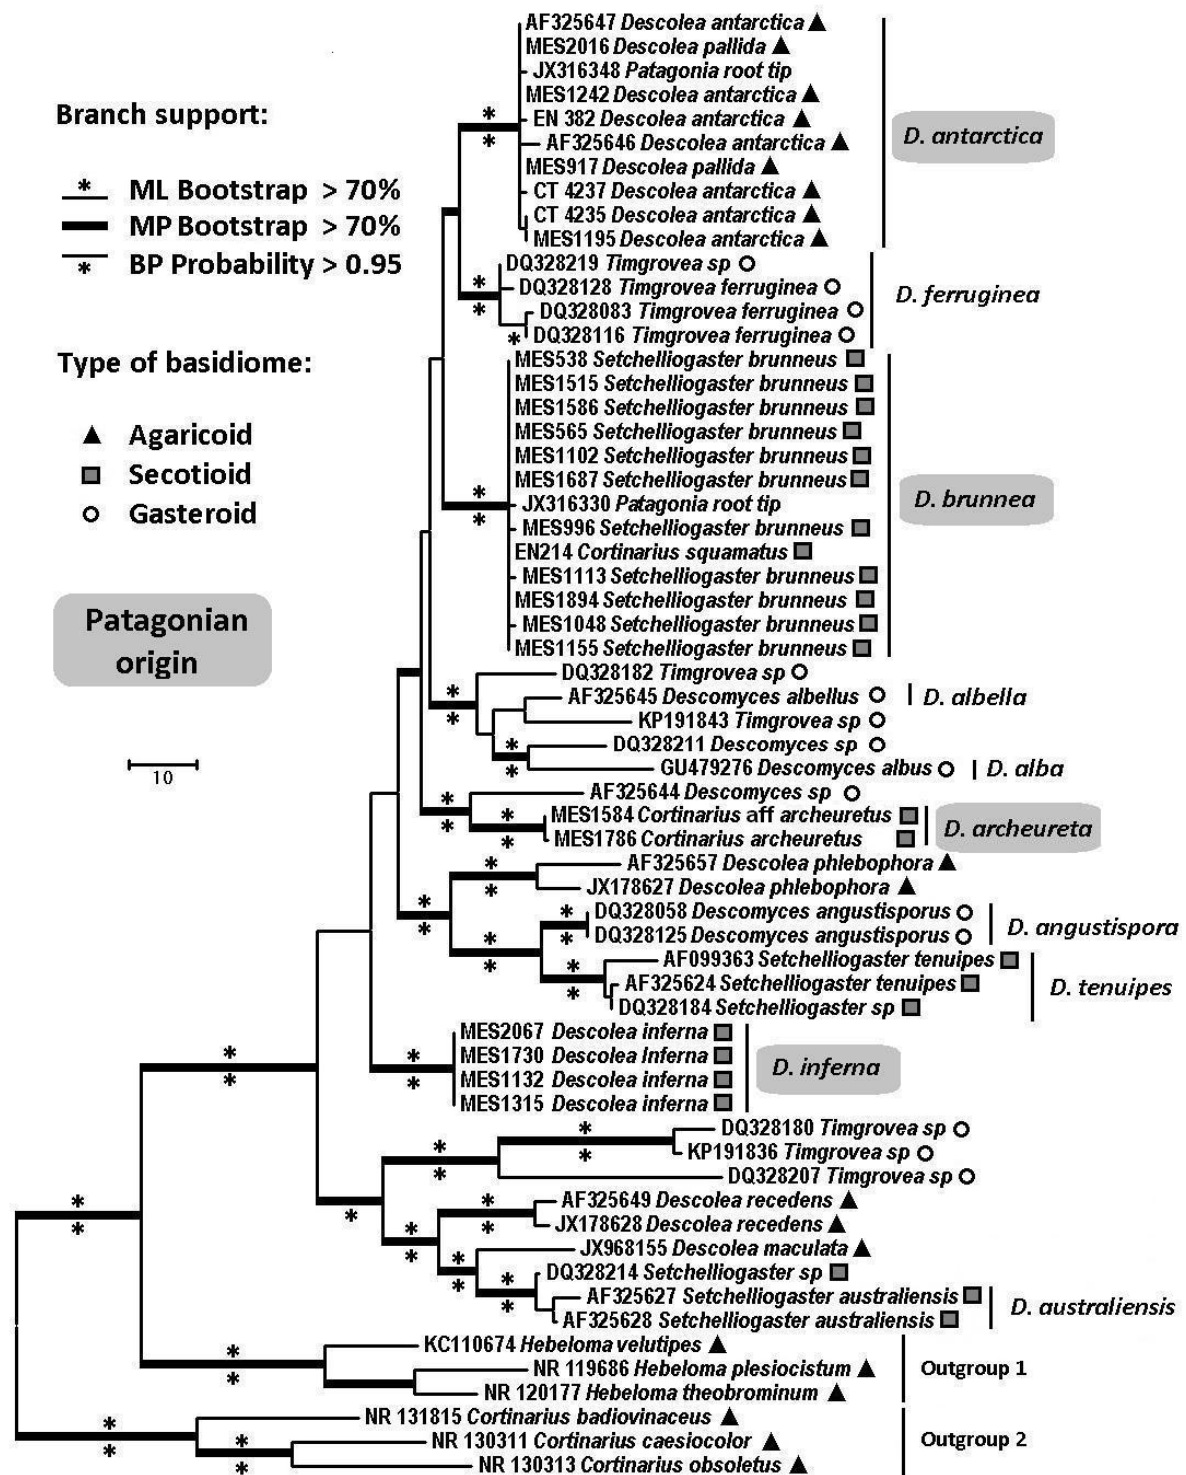 Branch support:
* ML Bootstrap > 70%
MP Bootstrap > 70%
* BP Probability > 0.95
Type of basidiome:
Agaricoid
Secotioid
Gasteroid
Patagonian
origin
10
AF325647 Descolea antarctica
MES2016 Descolea pallida
JX316348 Patagonia root tip
MES1242 Descolea antarctica
EN 382 Descolea antarctica
AF325646 Descolea antarctica
MES917 Descolea pallida
CT 4237 Descolea antarctica
CT 4235 Descolea antarctica
MES1195 Descolea antarctica
D. antarctica
DQ328219 Timgrovea sp
DQ328128 Timgrovea ferruginea
DQ328083 Timgrovea ferruginea
DQ328116 Timgrovea ferruginea
D. ferruginea
MES538 Setchelliogaster brunneus
MES1515 Setchelliogaster brunneus
MES1586 Setchelliogaster brunneus
MES565 Setchelliogaster brunneus
MES1102 Setchelliogaster brunneus
MES1687 Setchelliogaster brunneus
JX316330 Patagonia root tip
MES996 Setchelliogaster brunneus
EN214 Cortinarius squamatus
MES1113 Setchelliogaster brunneus
MES1894 Setchelliogaster brunneus
MES1048 Setchelliogaster brunneus
MES1155 Setchelliogaster brunneus
D. brunnea
DQ328182 Timgrovea sp
AF325645 Descomyces albellus
D. albella
KP191843 Timgrovea sp
DQ328211 Descomyces sp
GU479276 Descomyces albus
D. alba
AF325644 Descomyces sp
MES1584 Cortinarius aff archeuretus
MES1786 Cortinarius archeuretus
D. archeureta
AF325657 Descolea phlebophora
JX178627 Descolea phlebophora
DQ328058 Descomyces angustisporus
DQ328125 Descomyces angustisporus
D. angustispora
AF099363 Setchelliogaster tenuipes
AF325624 Setchelliogaster tenuipes
DQ328184 Setchelliogaster sp
D. tenuipes
MES2067 Descolea inferna
MES1730 Descolea Inferna
MES1132 Descolea inferna
MES1315 Descolea inferna
D. inferna
DQ328180 Timgrovea sp
KP191836 Timgrovea sp
DQ328207 Timgrovea sp
AF325649 Descolea recedens
JX178628 Descolea recedens
JX968155 Descolea maculata
DQ328214 Setchelliogaster sp
AF325627 Setchelliogaster australiensis
AF325628 Setchelliogaster australiensis
D. australiensis
KC110674 Hebeloma velutipes
NR 119686 Hebeloma plesiocistum
NR 120177 Hebeloma theobrominum
Outgroup 1
NR 131815 Cortinarius badiovinaceus
NR 130311 Cortinarius caesiocolor
NR 130313 Cortinarius obsoletus
Outgroup 2